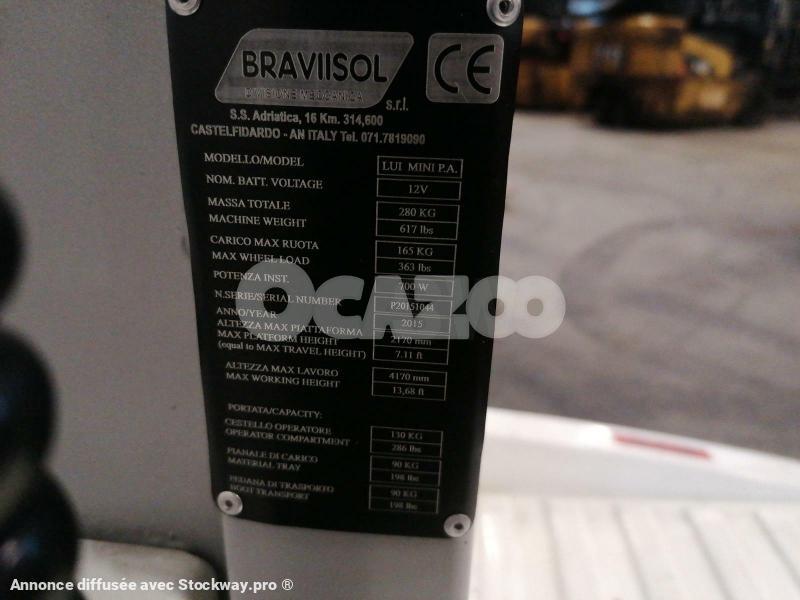 BRAVIISOL
DIVISIONE MECCANICA
s.r.l.
CE
S.S. Adriatica, 16 Km. 314,600
CASTELFIDARDO - AN ITALY Tel. 071.7819090
MODELLO/MODEL LUI MINI P.A.
NOM. BATT. VOLTAGE 12V
MASSA TOTALE 280 KG
MACHINE WEIGHT 617 lbs
CARICO MAX RUOTA 165 KG
MAX WHEEL LOAD 363 lbs
POTENZA INST. 700 W
N.SERIE/SERIAL NUMBER P20151044
ANNO/YEAR 2015
ALTEZZA MAX PIATTAFORMA 2170 mm
MAX PLATFORM HEIGHT
(equal to MAX TRAVEL HEIGHT) 7.11 ft
ALTEZZA MAX LAVORO 4170 mm
MAX WORKING HEIGHT 13,68 ft
PORTATA/CAPACITY:
CESTELLO OPERATORE 130 KG
OPERATOR COMPARTMENT 286 lbs
PIANALE DI CARICO 90 KG
MATERIAL TRAY 198 lbs
PEDANA DI TRASPORTO 90 KG
BOOT TRANSPORT 198 lbs
OCAZOO
Annonce diffusée avec Stockway.pro ®